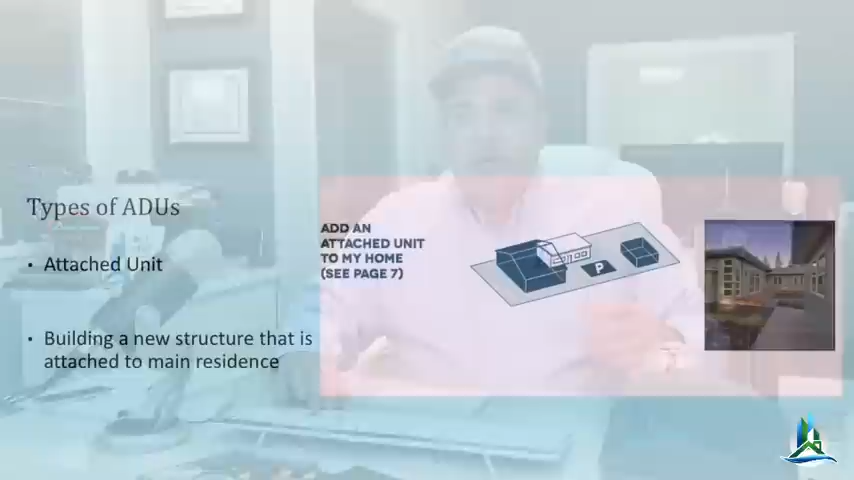 Types of ADUs
• Attached Unit
• Building a new structure that is
attached to main residence
ADD AN
ATTACHED UNIT
TO MY HOME
(SEE PAGE 7)
P